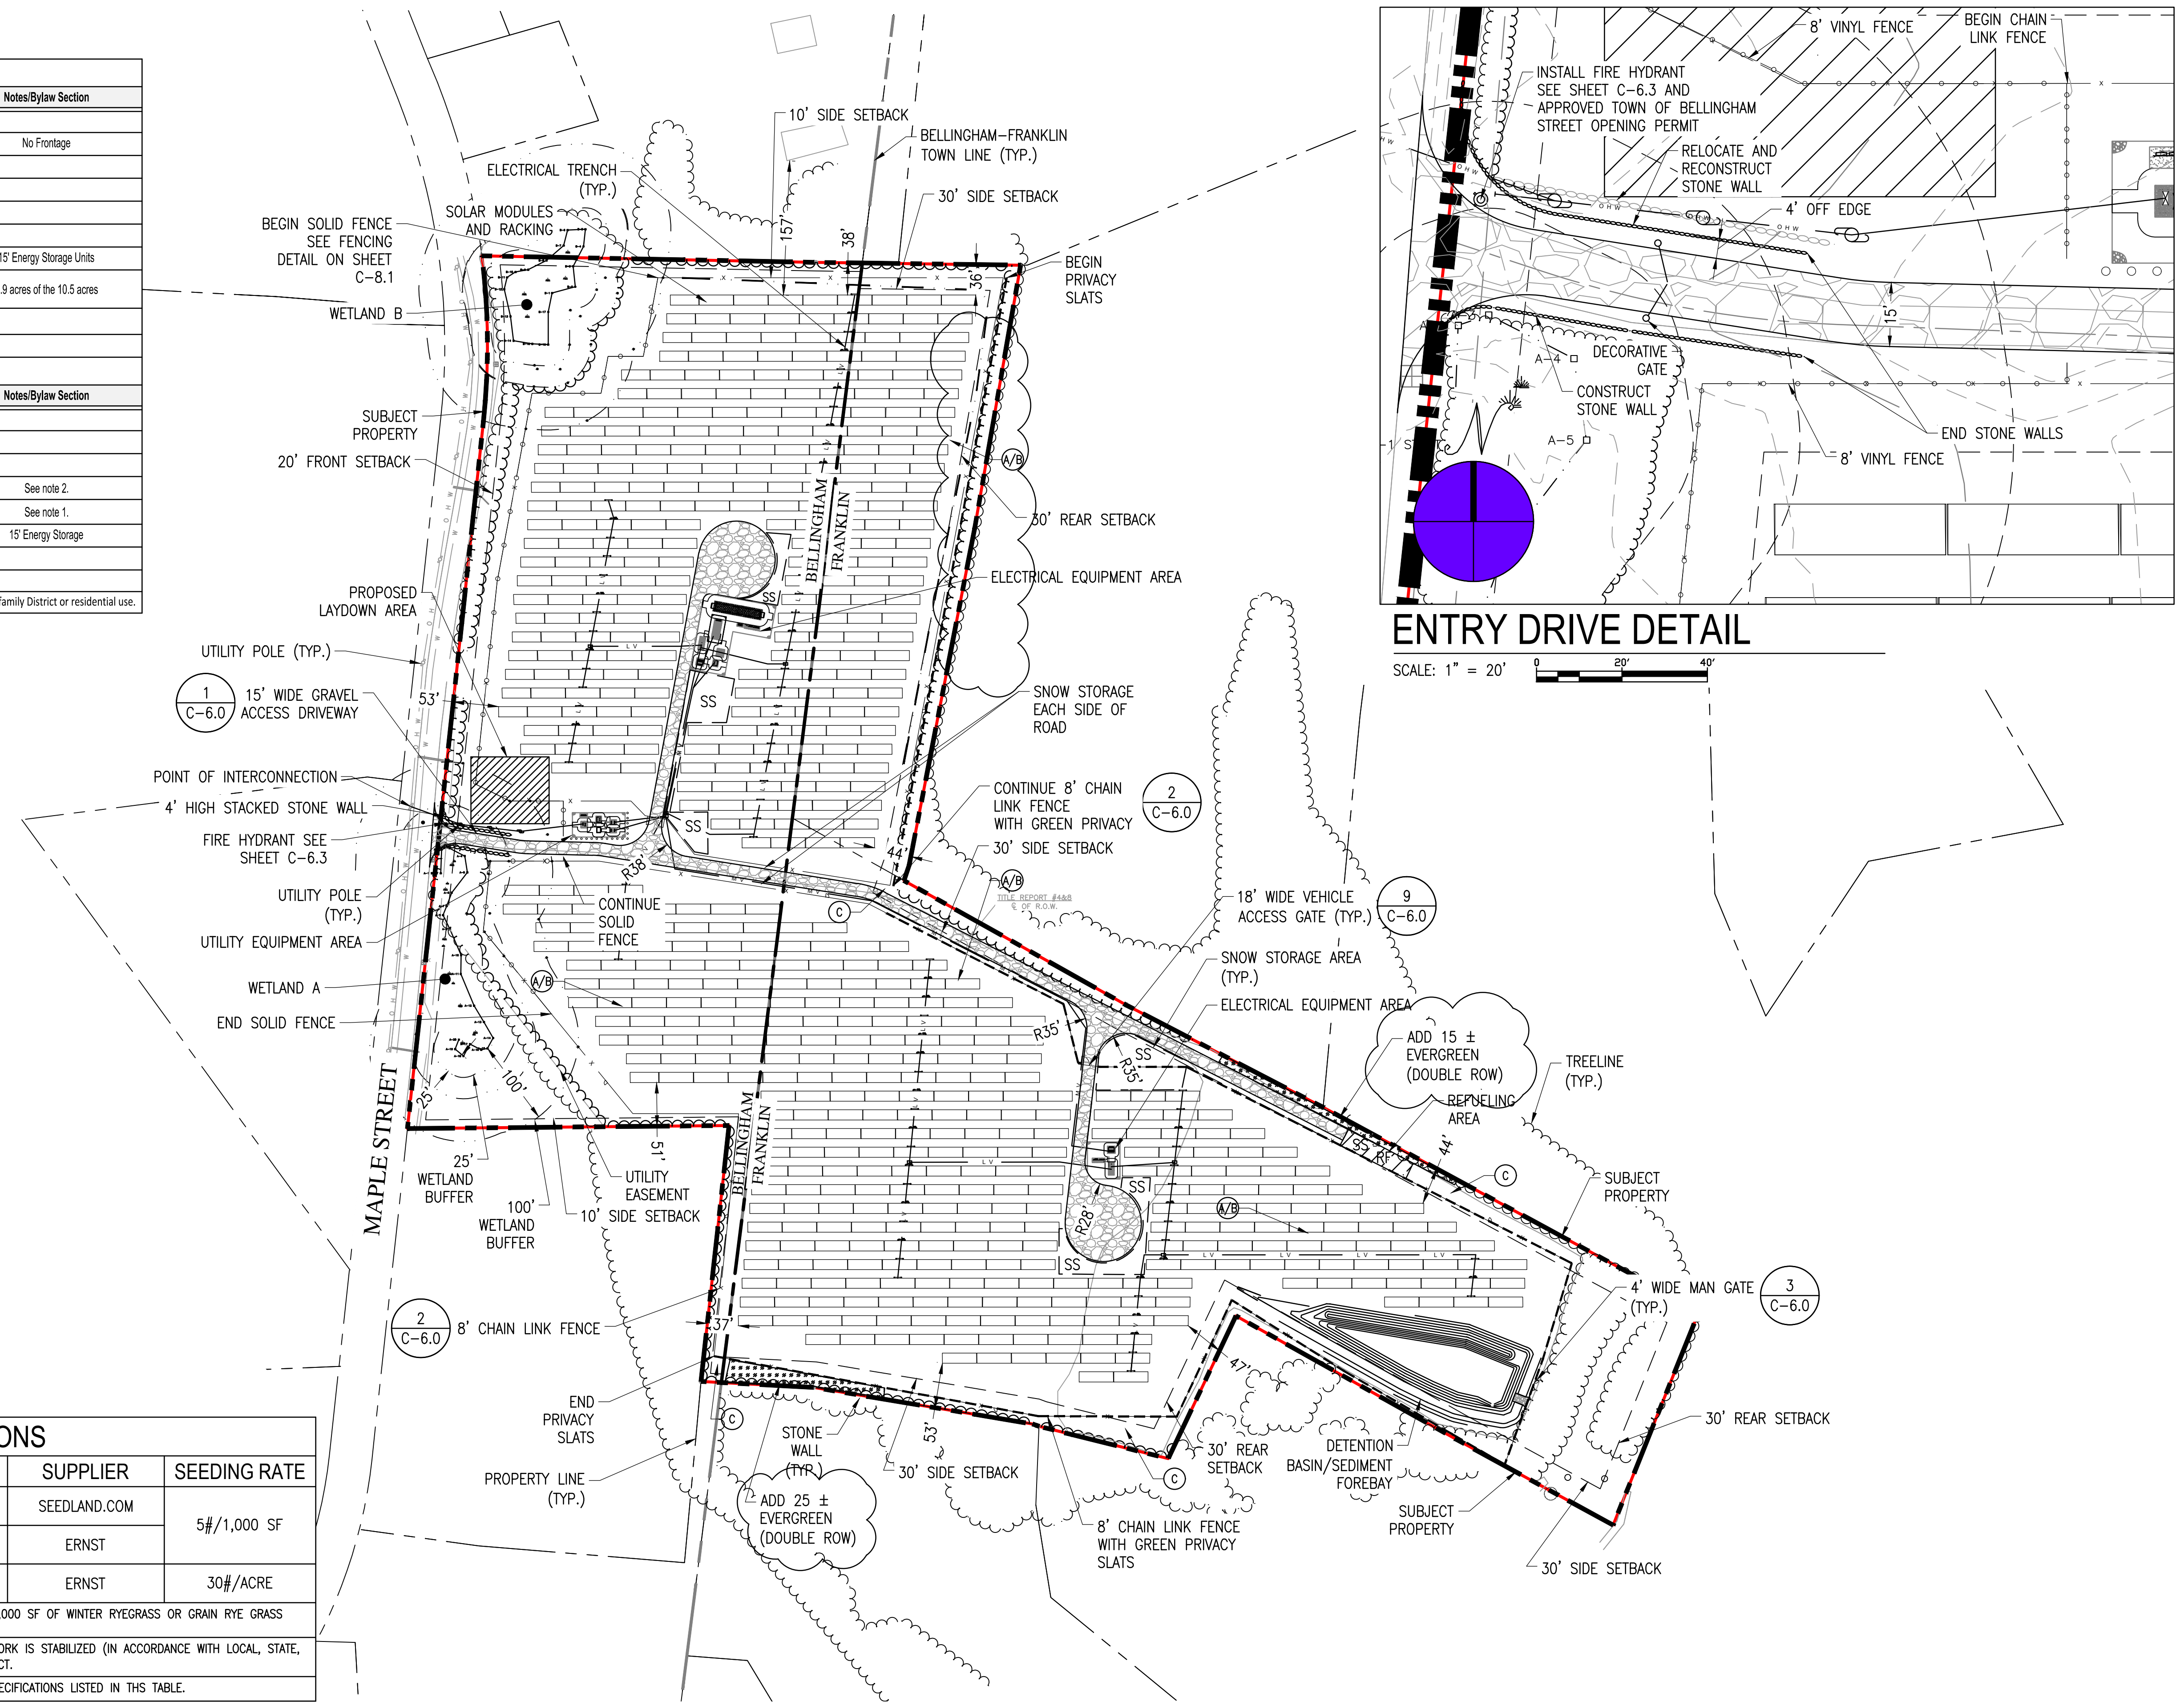 Notes/Bylaw Section
No Frontage
15' Energy Storage Units
.9 acres of the 10.5 acres
Notes/Bylaw Section
See note 2.
See note 1.
15' Energy Storage
family District or residential use.
10' SIDE SETBACK
BELLINGHAM-FRANKLIN
TOWN LINE (TYP.)
ELECTRICAL TRENCH
(TYP.)
30' SIDE SETBACK
SOLAR MODULES
AND RACKING
157'
38'
36'
BEGIN SOLID FENCE
SEE FENCING
DETAIL ON SHEET
C-8.1
BEGIN
PRIVACY
SLATS
WETLAND B
SUBJECT
PROPERTY
20' FRONT SETBACK
A/B
BELLINGHAM
FRANKLIN
30' REAR SETBACK
ELECTRICAL EQUIPMENT AREA
SS
PROPOSED
LAYDOWN AREA
UTILITY POLE (TYP.)
L V
1
C-6.0
15' WIDE GRAVEL
ACCESS DRIVEWAY
53'
SS
SNOW STORAGE
EACH SIDE OF
ROAD
POINT OF INTERCONNECTION
4' HIGH STACKED STONE WALL
FIRE HYDRANT SEE
SHEET C-6.3
SS
CONTINUE 8' CHAIN
LINK FENCE
WITH GREEN PRIVACY
2
C-6.0
R38'
44'
30' SIDE SETBACK
A/B
TITLE REPORT #4&8
℄ OF R.O.W.
UTILITY POLE
(TYP.)
CONTINUE
SOLID
FENCE
C
18' WIDE VEHICLE
ACCESS GATE (TYP.)
9
C-6.0
UTILITY EQUIPMENT AREA
SNOW STORAGE AREA
(TYP.)
WETLAND A
A/B
ELECTRICAL EQUIPMENT AREA
END SOLID FENCE
R35'
R35'
SS
ADD 15 ±
EVERGREEN
(DOUBLE ROW)
TREELINE
(TYP.)
REFUELING
AREA
25'
100'
MAPLE STREET
51'
BELLINGHAM
FRANKLIN
SS
RF
44'
C
25'
WETLAND
BUFFER
UTILITY
EASEMENT
L V
SS
SUBJECT
PROPERTY
100'
WETLAND
BUFFER
10' SIDE SETBACK
R28'
A/B
SS
L V
L V
L V
L V
4' WIDE MAN GATE
(TYP.)
3
C-6.0
2
C-6.0
8' CHAIN LINK FENCE
37'
47'
END
PRIVACY
SLATS
C
STONE
WALL
(TYP.)
53'
30' REAR SETBACK
PROPERTY LINE
(TYP.)
30' SIDE SETBACK
C
30' REAR
SETBACK
DETENTION
BASIN/SEDIMENT
FOREBAY
ADD 25 ±
EVERGREEN
(DOUBLE ROW)
8' CHAIN LINK FENCE
WITH GREEN PRIVACY
SLATS
SUBJECT
PROPERTY
30' SIDE SETBACK
8' VINYL FENCE
BEGIN CHAIN
LINK FENCE
INSTALL FIRE HYDRANT
SEE SHEET C-6.3 AND
APPROVED TOWN OF BELLINGHAM
STREET OPENING PERMIT
RELOCATE AND
RECONSTRUCT
STONE WALL
OHW
OHW
OHW
4' OFF EDGE
15'
A-4
DECORATIVE
GATE
CONSTRUCT
STONE WALL
A-5
END STONE WALLS
8' VINYL FENCE
ENTRY DRIVE DETAIL
SCALE: 1" = 20'
0 20' 40'
ONS
SUPPLIER SEEDING RATE
SEEDLAND.COM
5#/1,000 SF
ERNST
ERNST 30#/ACRE
,000 SF OF WINTER RYEGRASS OR GRAIN RYE GRASS
ORK IS STABILIZED (IN ACCORDANCE WITH LOCAL, STATE,
CT.
ECIFICATIONS LISTED IN THS TABLE.